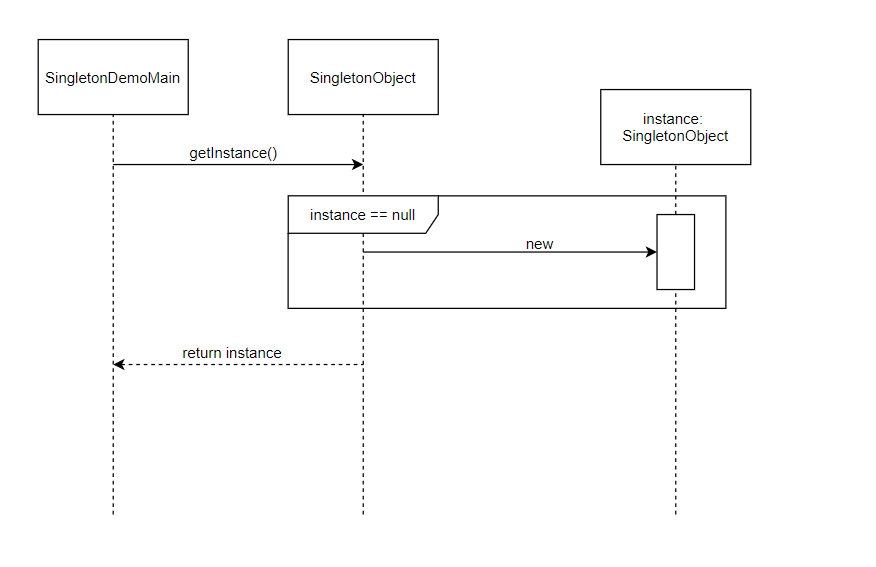 SingletonDemoMain
SingletonObject
instance:
SingletonObject
getInstance()
instance == null
new
return instance